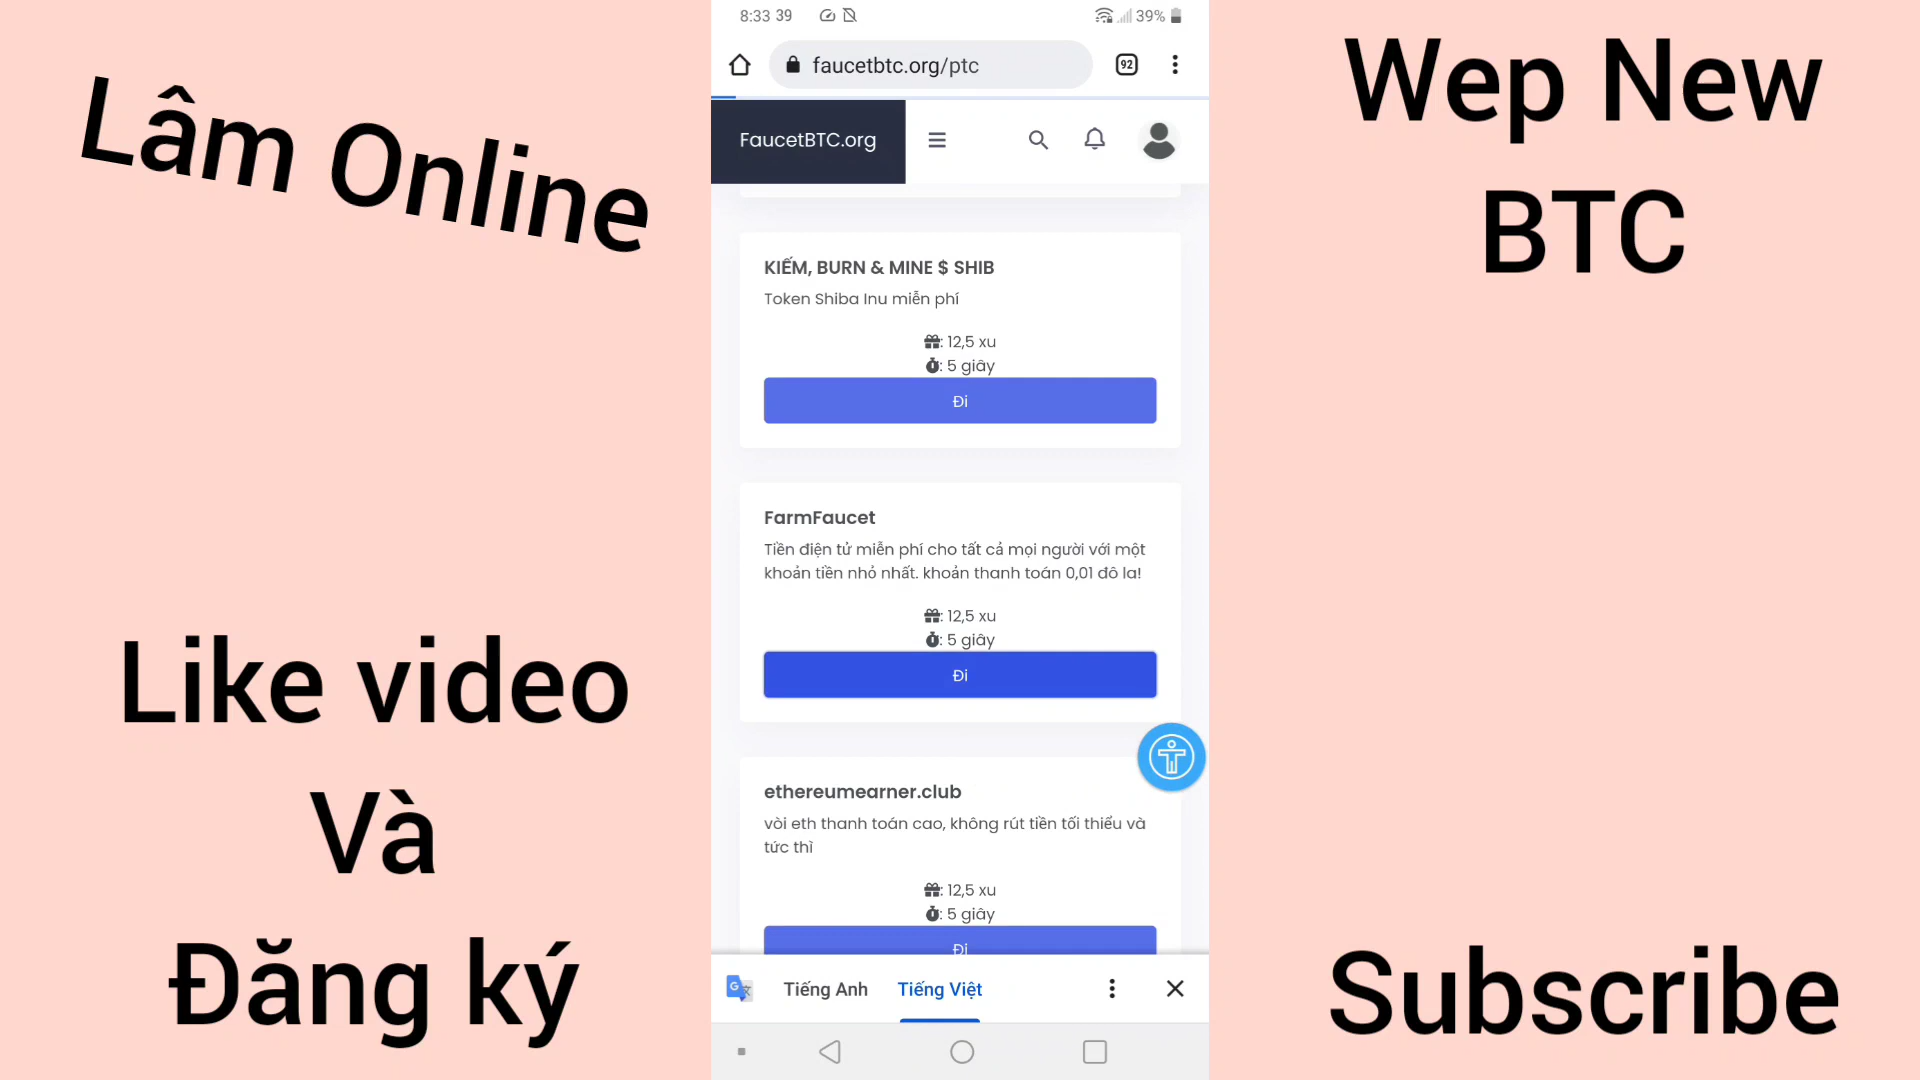 Lâm Online
Like video
Và
Đăng ký
8:33 39
39%
faucetbtc.org/ptc
92
FaucetBTC.org
KIẾM, BURN & MINE $ SHIB
Token Shiba Inu miễn phí
: 12,5 xu
: 5 giây
Đi
FarmFaucet
Tiền điện tử miễn phí cho tất cả mọi người với một
khoản tiền nhỏ nhất. khoản thanh toán 0,01 đô la!
: 12,5 xu
: 5 giây
Đi
ethereumearner.club
vòi eth thanh toán cao, không rút tiền tối thiểu và
tức thì
: 12,5 xu
: 5 giây
Đi
Tiếng Anh
Tiếng Việt
Wep New
BTC
Subscribe